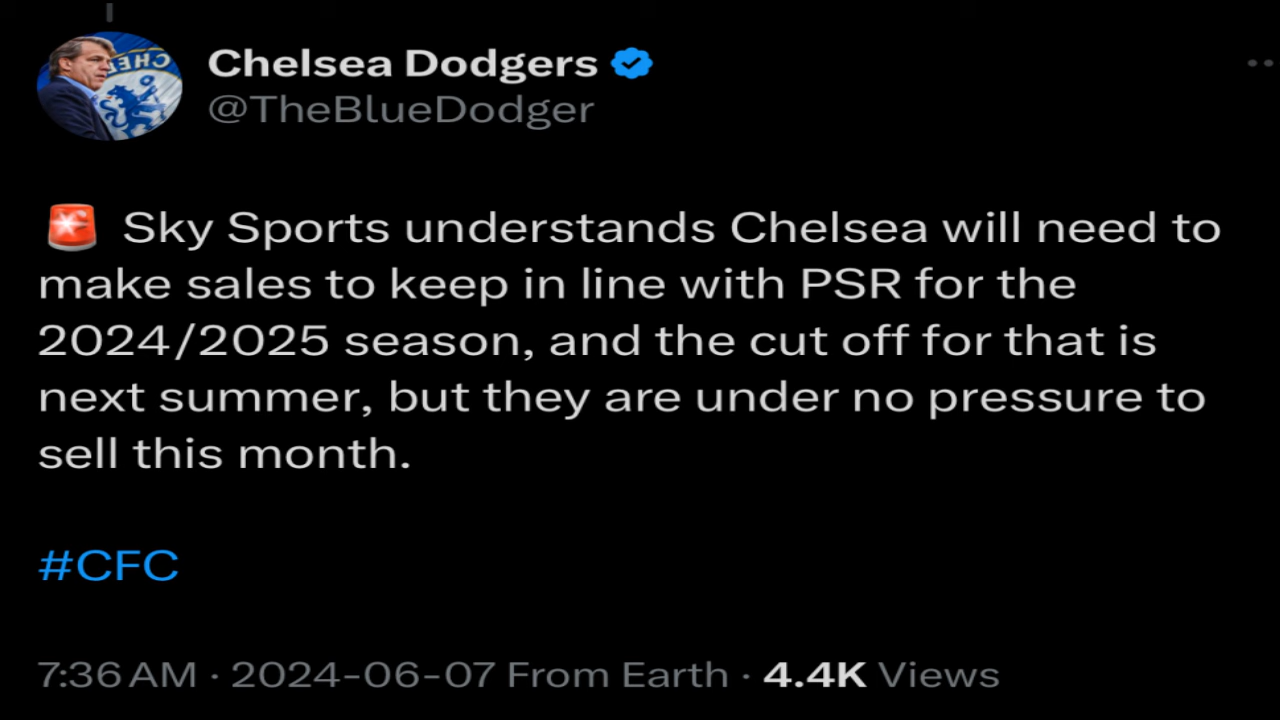 Chelsea Dodgers
@TheBlueDodger
🚨 Sky Sports understands Chelsea will need to
make sales to keep in line with PSR for the
2024/2025 season, and the cut off for that is
next summer, but they are under no pressure to
sell this month.
#CFC
7:36 AM · 2024-06-07 From Earth · 4.4K Views